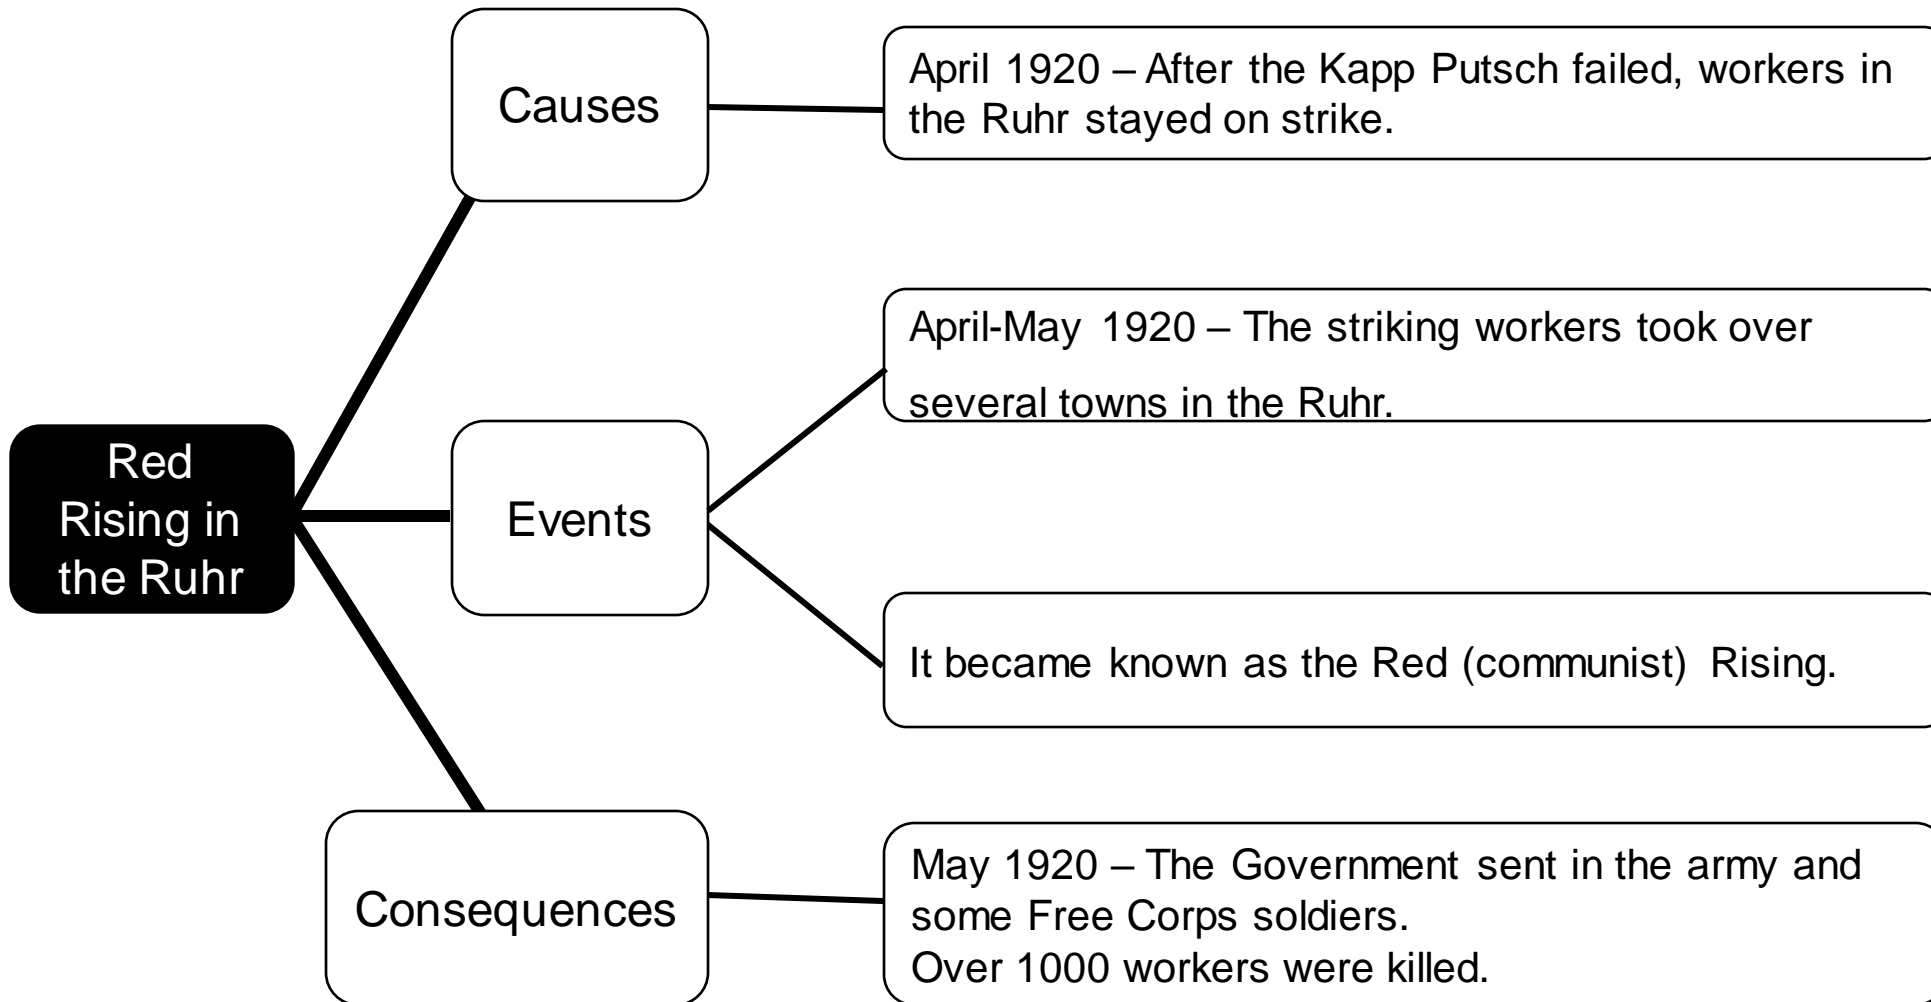 Causes
April 1920 – After the Kapp Putsch failed, workers in
the Ruhr stayed on strike.
April-May 1920 – The striking workers took over
several towns in the Ruhr.
Red
Rising in
the Ruhr
Events
It became known as the Red (communist) Rising.
Consequences
May 1920 – The Government sent in the army and
some Free Corps soldiers.
Over 1000 workers were killed.